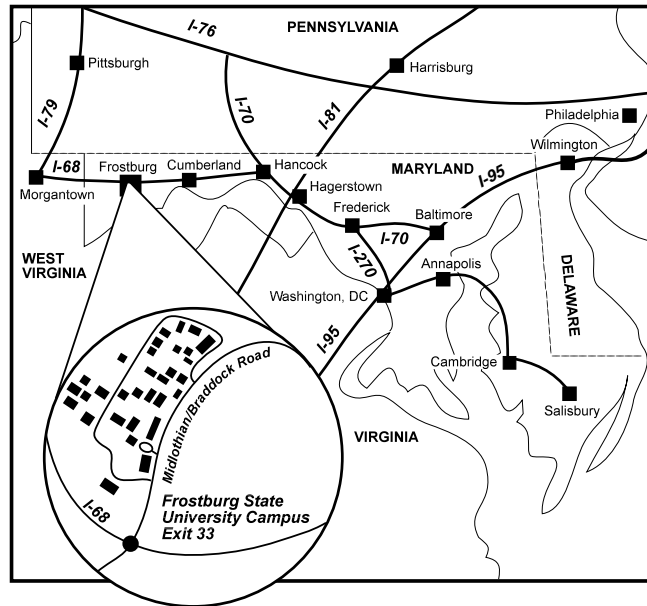 I-76
PENNSYLVANIA
Pittsburgh
Harrisburg
I-79
I-70
I-81
Philadelphia
Wilmington
I-68
Frostburg
Cumberland
Hancock
MARYLAND
I-95
Morgantown
Hagerstown
Frederick
Baltimore
I-70
WEST
VIRGINIA
I-270
Annapolis
DELAWARE
Washington, DC
I-95
Cambridge
Salisbury
VIRGINIA
Midlothian/Braddock Road
I-68
Frostburg State
University Campus
Exit 33